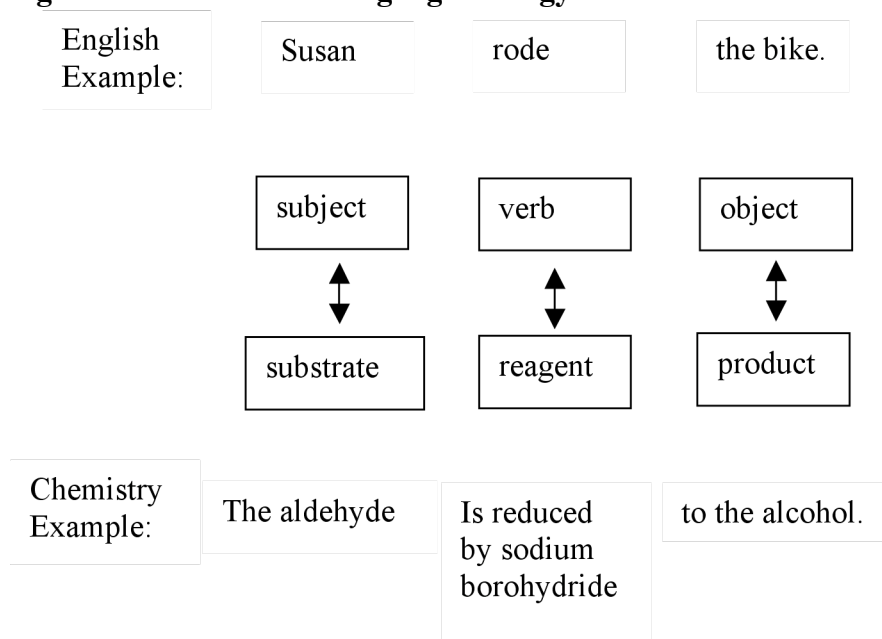 English
Example:
Susan
rode
the bike.
subject
verb
object
substrate
reagent
product
Chemistry
Example:
The aldehyde
Is reduced
by sodium
borohydride
to the alcohol.